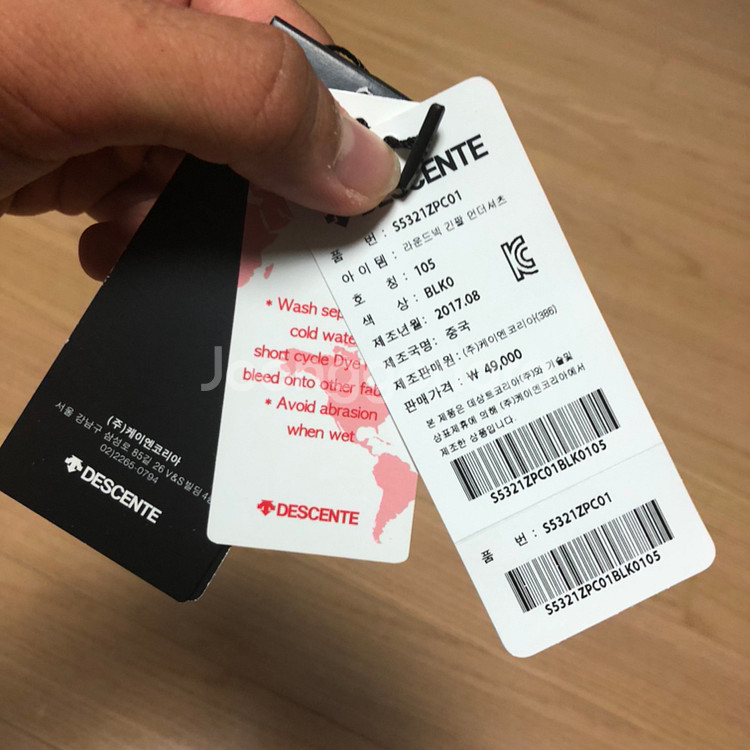 DESCENTE
품 번 : S5321ZPC01
아 이 템 : 라운드넥 긴팔 언더셔츠
호 칭 : 105
색 상 : BLK0
제조년월: 2017.08
제조국명: 중국
제조판매원: (주)케이엔코리아(386)
판매가격 : ₩ 49,000
본 제품은 데상트코리아(주)와 기술및
상표제휴에 의해 (주)케이엔코리아에서
제조한 상품입니다.
S5321ZPC01BLK0105
품 번 : S5321ZPC01
S5321ZPC01BLK0105
* Wash
cold
short cycle Dye
bleed onto other
* Avoid abrasion
when wet
DESCENTE
(주)케이엔코리아
서울 강남구 삼성로 85길 26 V&S빌딩
02)2265-0794
DESCENTE